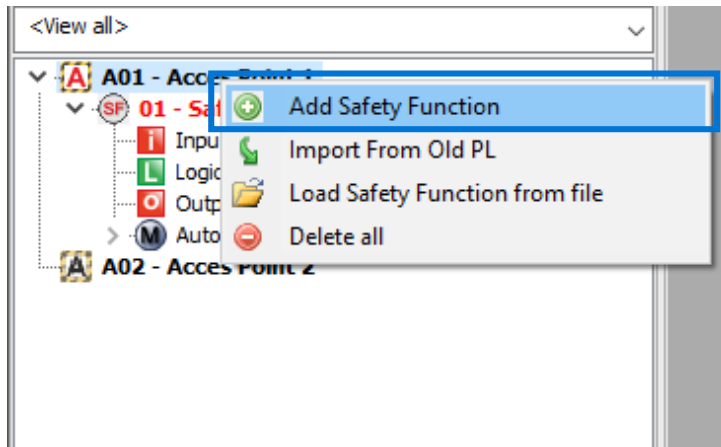 <View all>
A01 - Acces Point 1
SF 01 - Saf
Add Safety Function
i Inpu
Import From Old PL
L Logic
Load Safety Function from file
O Outp
M Auto
Delete all
A A02 - Acces Point 2